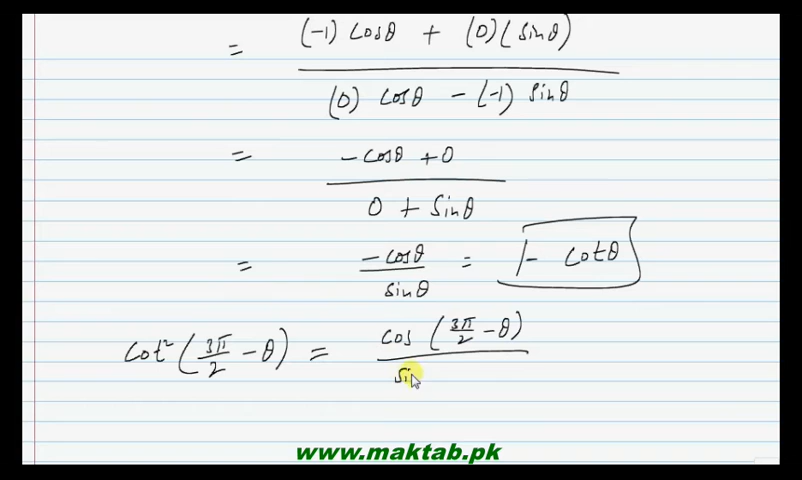 = (-1) cosθ + (0)(sinθ)
(0) cosθ - (-1) sinθ
= -cosθ + 0
0 + sinθ
= -cosθ = - cotθ
sinθ
cot² (3π/2 - θ) = cos (3π/2 - θ)
si
www.maktab.pk